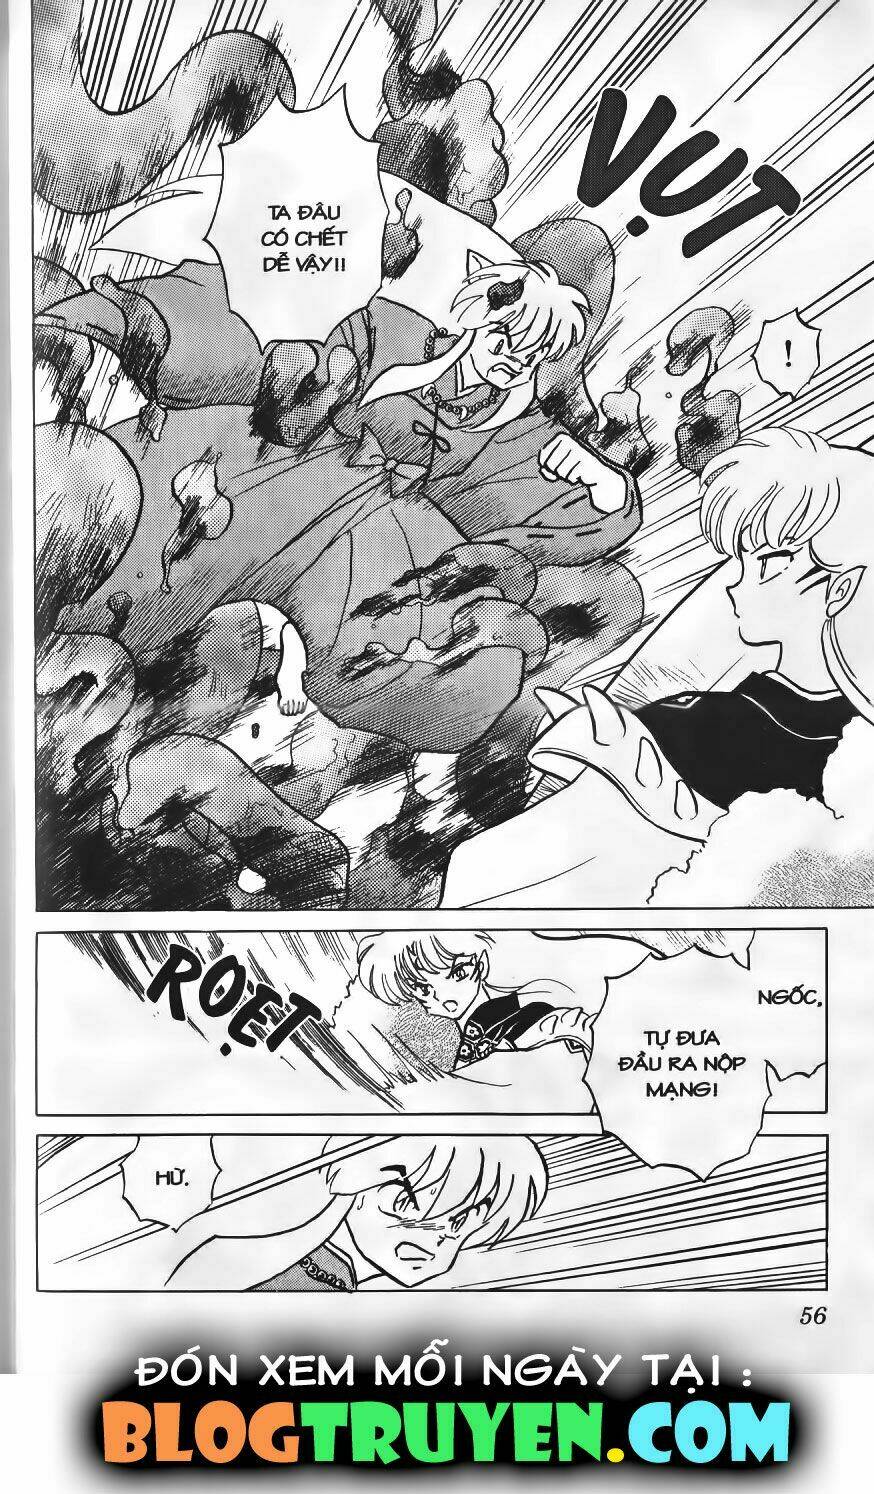 VỤT
TA ĐÂU
CÓ CHẾT
DỄ VẬY!!
!
ROẸT
NGỐC,
TỰ ĐƯA
ĐẦU RA NỘP
MẠNG!
HỪ.
56
ĐÓN XEM MỖI NGÀY TẠI :
BLOGTRUYEN.COM